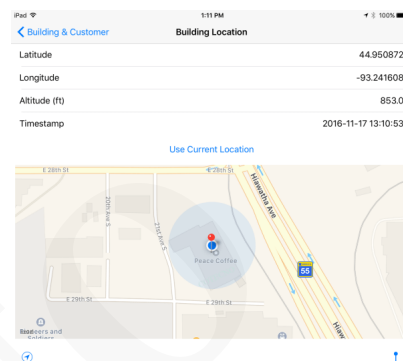 iPad 1:11 PM 100%
Building & Customer Building Location
Latitude 44.950872
Longitude -93.241608
Altitude (ft) 853.0
Timestamp 2016-11-17 13:10:53
Use Current Location
E 28th St E 28th St
Hiawatha Ave
20th Ave S
21st Ave S
Peace Coffee
55
E 29th St E 29th St
Hiaw
Soldiers